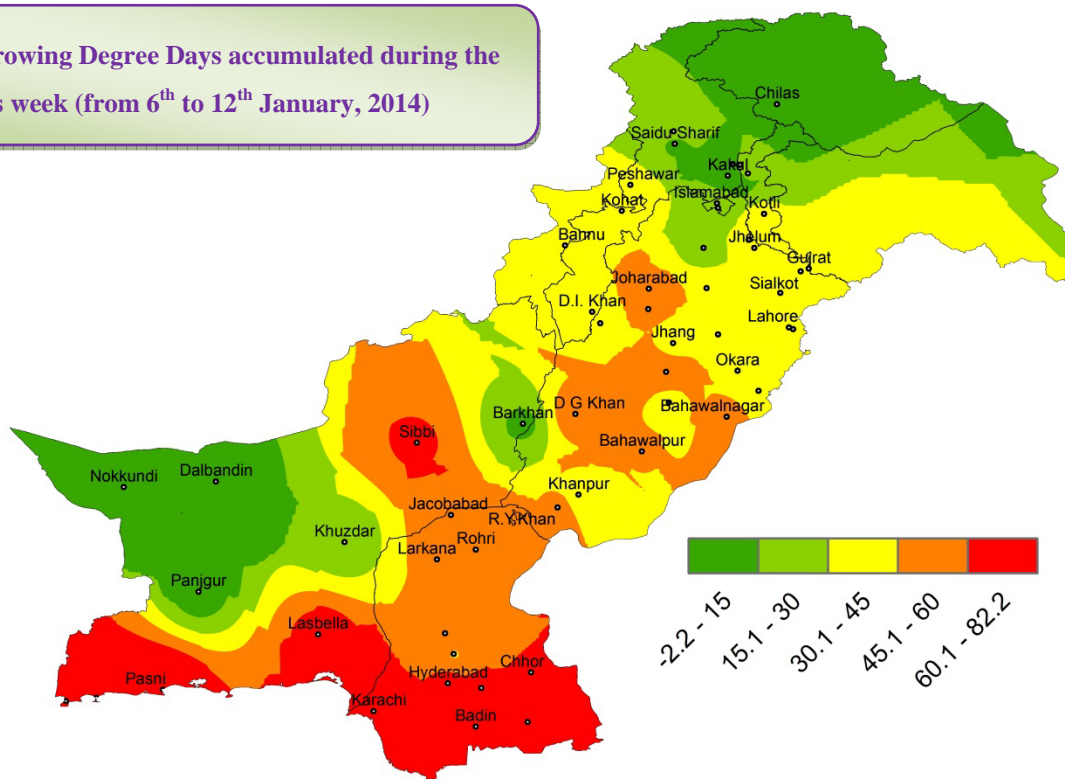 rowing Degree Days accumulated during the
s week (from 6th to 12th January, 2014)
Chilas
Saidu Sharif
Kakul
Peshawar
Islamabad
Kohat
Kotli
Bannu
Jhelum
Gujrat
Joharabad
Sialkot
D.I. Khan
Lahore
Jhang
Okara
D G Khan
Bahawalnagar
Barkhan
Sibbi
Bahawalpur
Dalbandin
Nokkundi
Khanpur
Jacobabad
R.Y.Khan
Khuzdar
Rohri
Larkana
Panjgur
Lasbella
Chhor
Hyderabad
Pasni
Karachi
Badin
-2.2 - 15
15.1 - 30
30.1 - 45
45.1 - 60
60.1 - 82.2